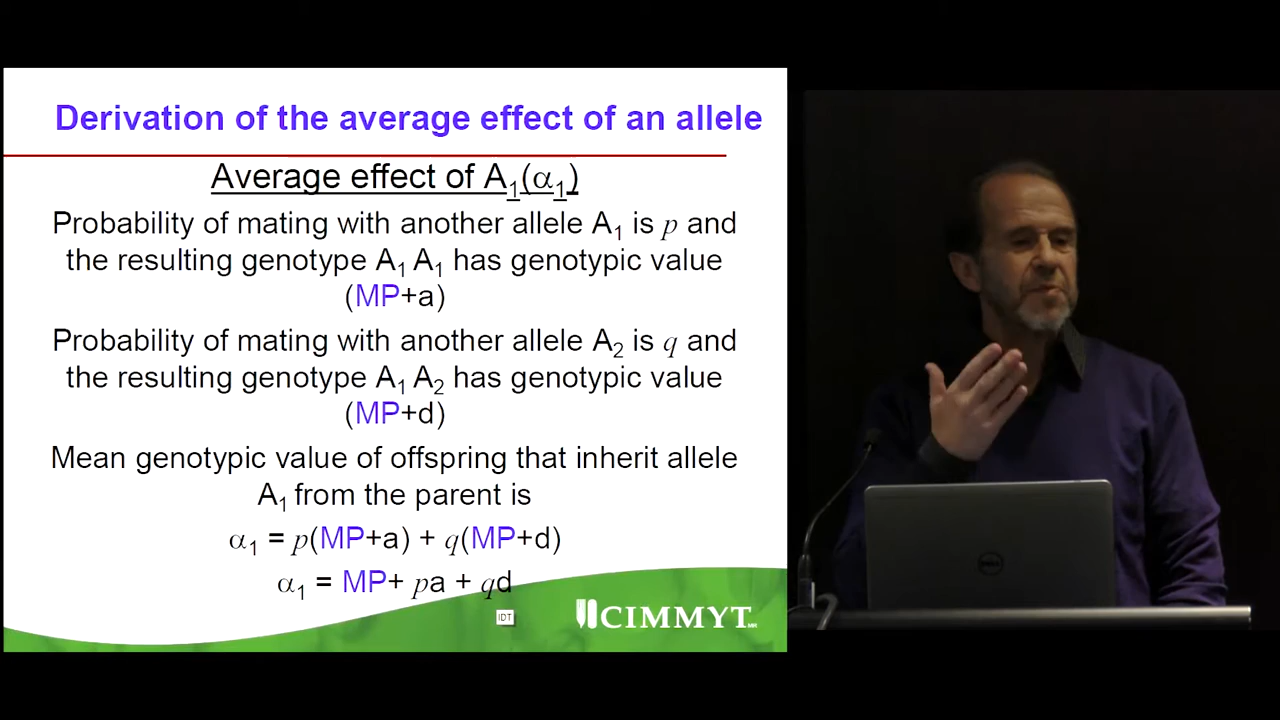 Derivation of the average effect of an allele
Average effect of A₁(α₁)
Probability of mating with another allele A₁ is p and
the resulting genotype A₁ A₁ has genotypic value
(MP+a)
Probability of mating with another allele A₂ is q and
the resulting genotype A₁ A₂ has genotypic value
(MP+d)
Mean genotypic value of offspring that inherit allele
A₁ from the parent is
α₁ = p(MP+a) + q(MP+d)
α₁ = MP+ pa + qd
IDT
CIMMYT.
MR
DELL